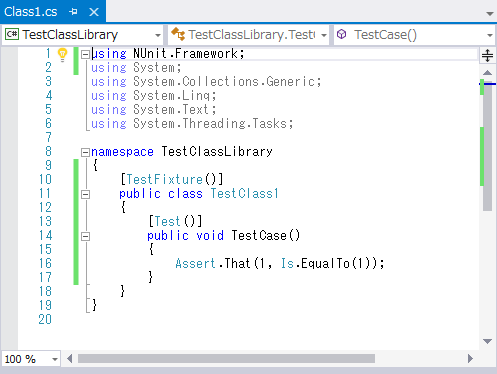 Class1.cs
C# TestClassLibrary TestClassLibrary.Test( TestCase()
1 using NUnit.Framework;
2 using System;
3 using System.Collections.Generic;
4 using System.Linq;
5 using System.Text;
6 using System.Threading.Tasks;
7
8 namespace TestClassLibrary
9 {
10 [TestFixture()]
11 public class TestClass1
12 {
13 [Test()]
14 public void TestCase()
15 {
16 Assert.That(1, Is.EqualTo(1));
17 }
18 }
19 }
20
100 %